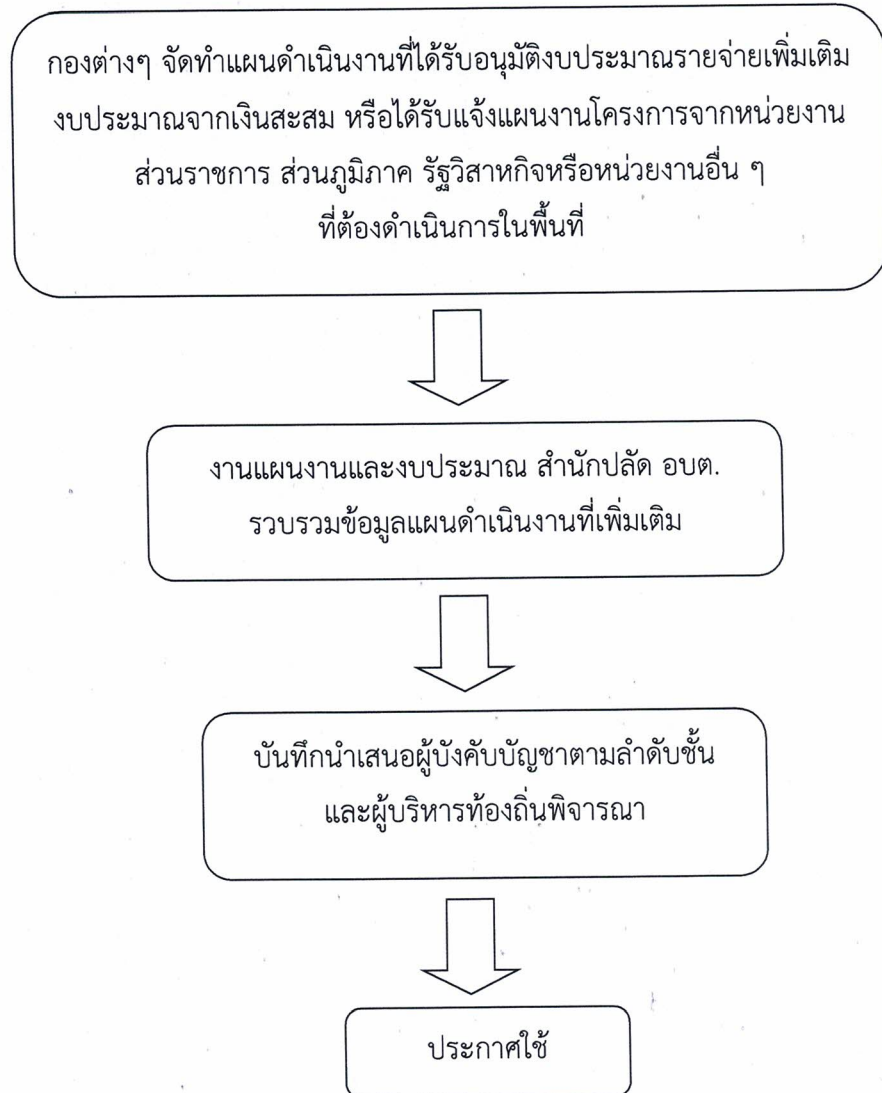 กองต่างๆ จัดทำแผนดำเนินงานที่ได้รับอนุมัติงบประมาณรายจ่ายเพิ่มเติม
งบประมาณจากเงินสะสม หรือได้รับแจ้งแผนงานโครงการจากหน่วยงาน
ส่วนราชการ ส่วนภูมิภาค รัฐวิสาหกิจหรือหน่วยงานอื่น ๆ
ที่ต้องดำเนินการในพื้นที่
งานแผนงานและงบประมาณ สำนักปลัด อบต.
รวบรวมข้อมูลแผนดำเนินงานที่เพิ่มเติม
บันทึกนำเสนอผู้บังคับบัญชาตามลำดับชั้น
และผู้บริหารท้องถิ่นพิจารณา
ประกาศใช้